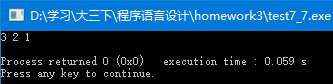 D:\学习\大三下\程序语言设计\homework3\test7_7.exe
3 2 1
Process returned 0 (0x0)   execution time : 0.059 s
Press any key to continue.